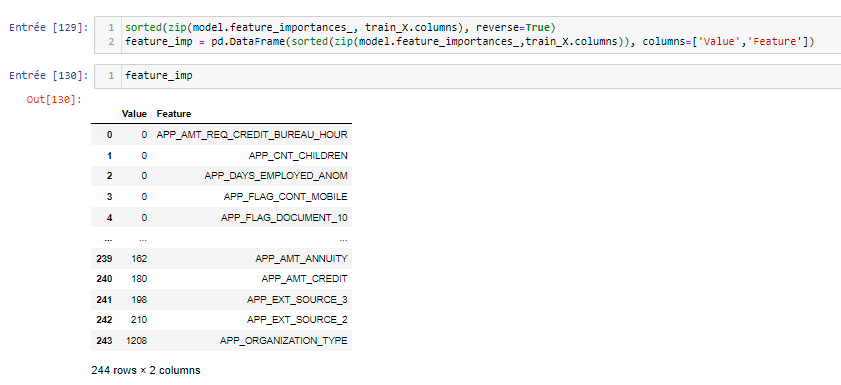 Entrée [129]: 1 sorted(zip(model.feature_importances_, train_X.columns), reverse=True)
2 feature_imp = pd.DataFrame(sorted(zip(model.feature_importances_,train_X.columns)), columns=['Value','Feature'])
Entrée [130]: 1 feature_imp
Out[130]:
Value Feature
0 0 APP_AMT_REQ_CREDIT_BUREAU_HOUR
1 0 APP_CNT_CHILDREN
2 0 APP_DAYS_EMPLOYED_ANOM
3 0 APP_FLAG_CONT_MOBILE
4 0 APP_FLAG_DOCUMENT_10
... ... ...
239 162 APP_AMT_ANNUITY
240 180 APP_AMT_CREDIT
241 198 APP_EXT_SOURCE_3
242 210 APP_EXT_SOURCE_2
243 1208 APP_ORGANIZATION_TYPE
244 rows × 2 columns